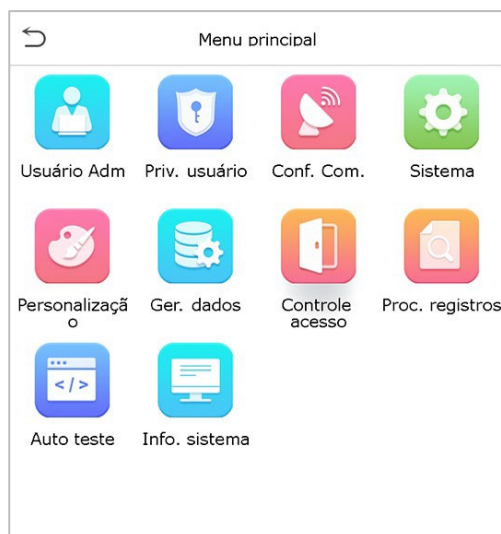 Menu principal
Usuário Adm Priv. usuário Conf. Com. Sistema
Personalizaçã Ger. dados Controle Proc. registros
o acesso
</> 
Auto teste Info. sistema